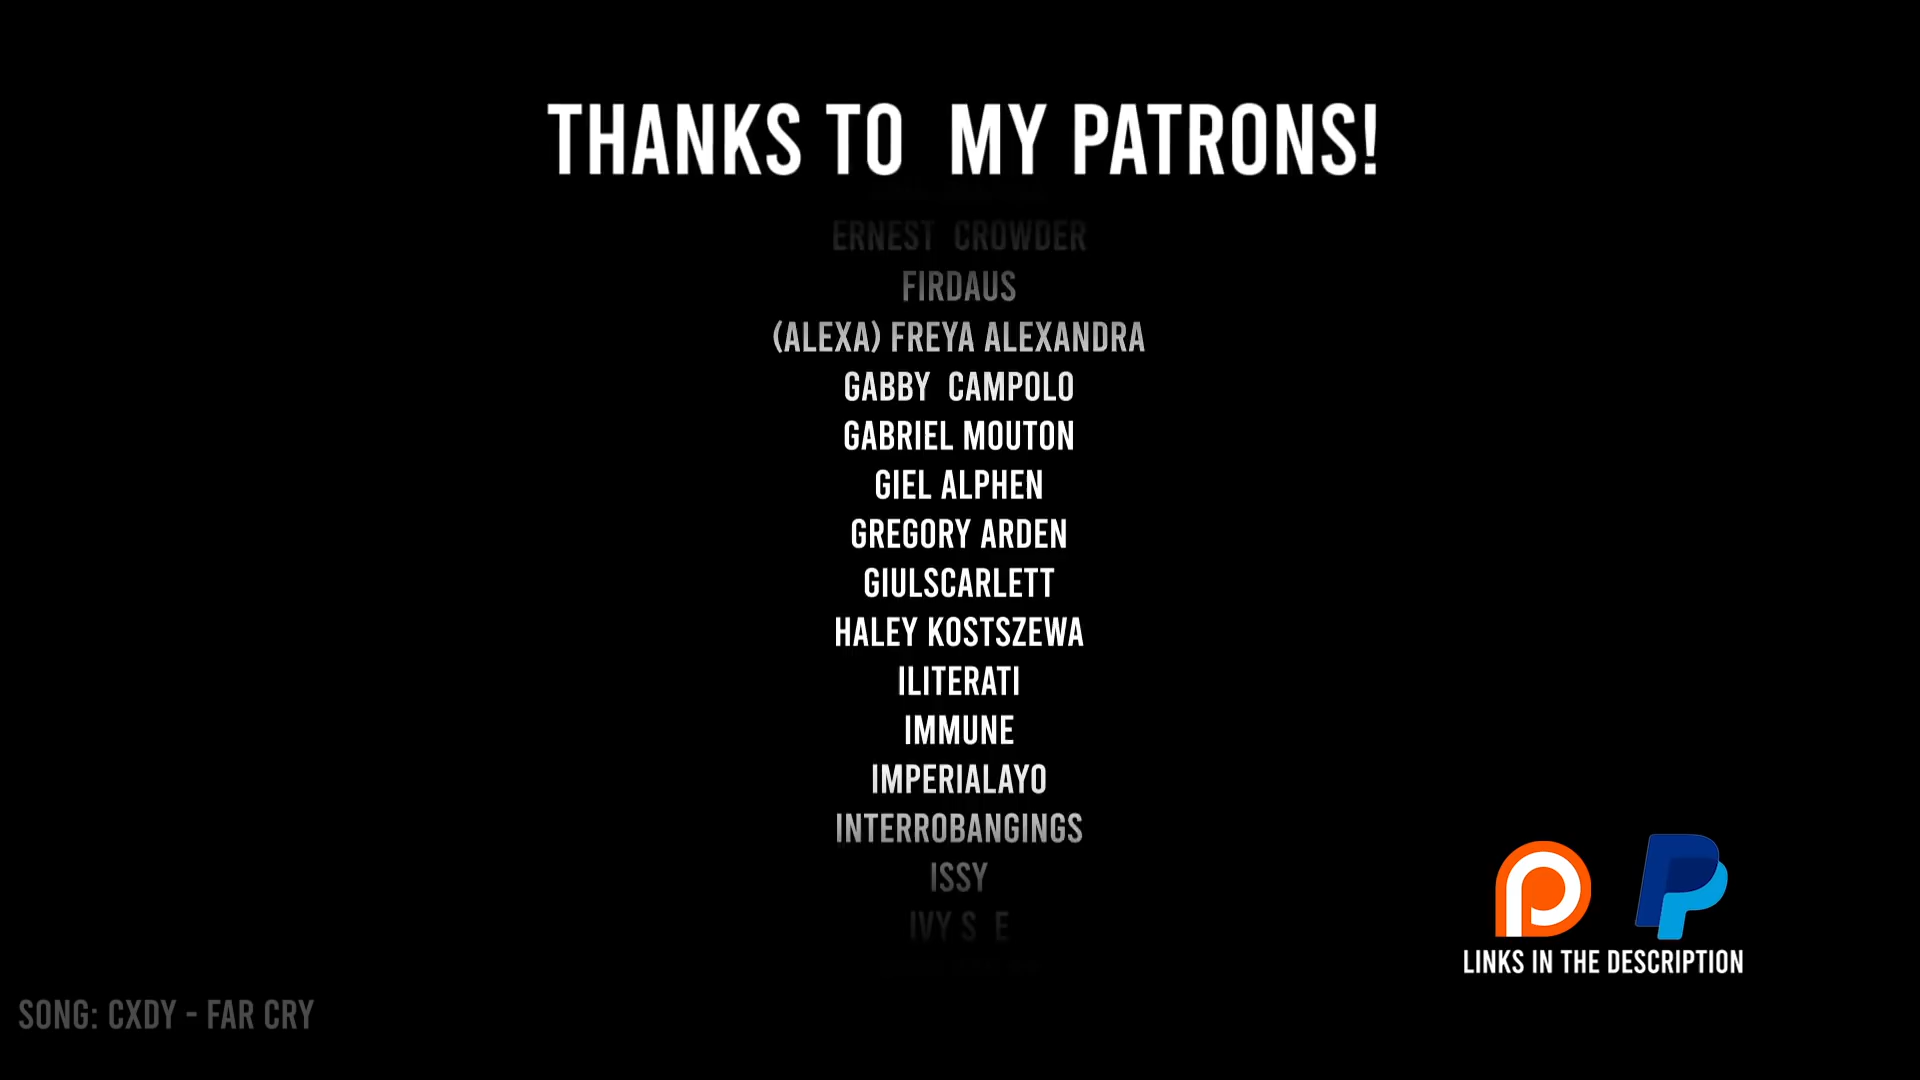 THANKS TO MY PATRONS!
ERNEST CROWDER
FIRDAUS
(ALEXA) FREYA ALEXANDRA
GABBY CAMPOLO
GABRIEL MOUTON
GIEL ALPHEN
GREGORY ARDEN
GIULSCARLETT
HALEY KOSTSZEWA
ILITERATI
IMMUNE
IMPERIALAYO
INTERROBANGINGS
ISSY
IVY S E
LINKS IN THE DESCRIPTION
SONG: CXDY - FAR CRY